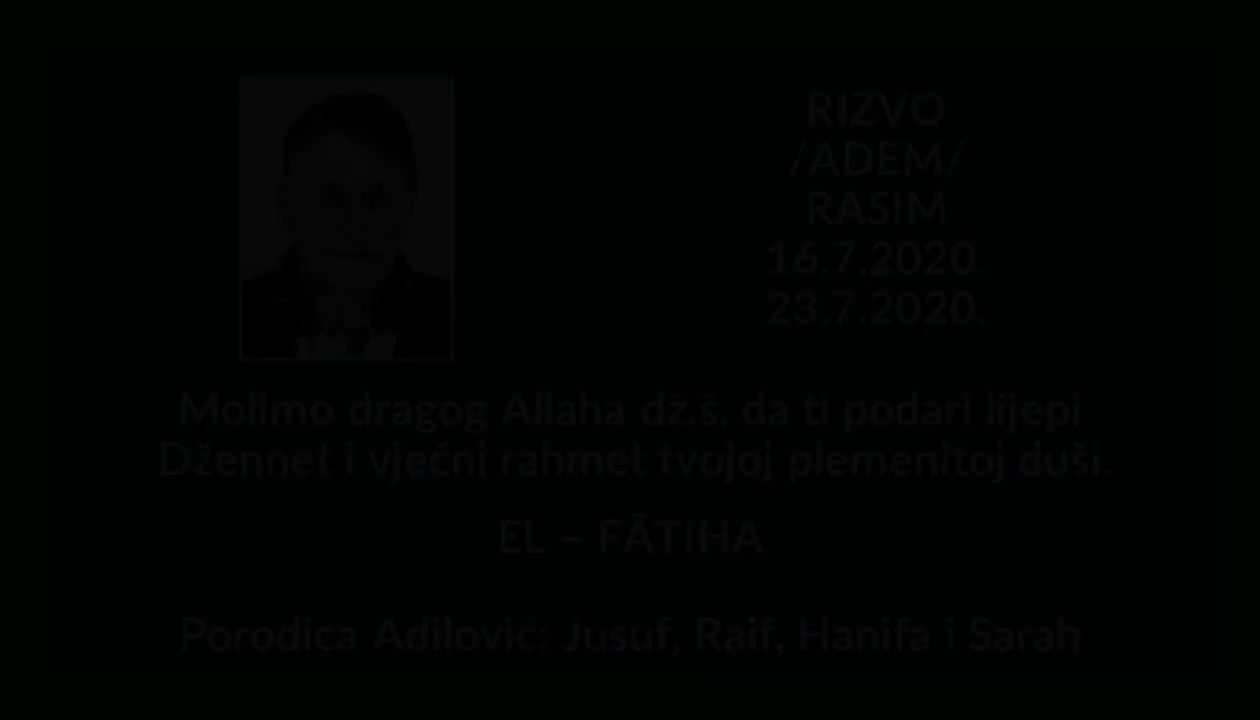 RIZVO
/ADEM/
RASIM
16.7.2020.
23.7.2020.
Molimo dragog Allaha dž.š. da ti podari lijepi
Džennet i vječni rahmet tvojoj plemenitoj duši.
EL – FĀTIHA
Porodica Adilović: Jusuf, Raif, Hanifa i Sarah